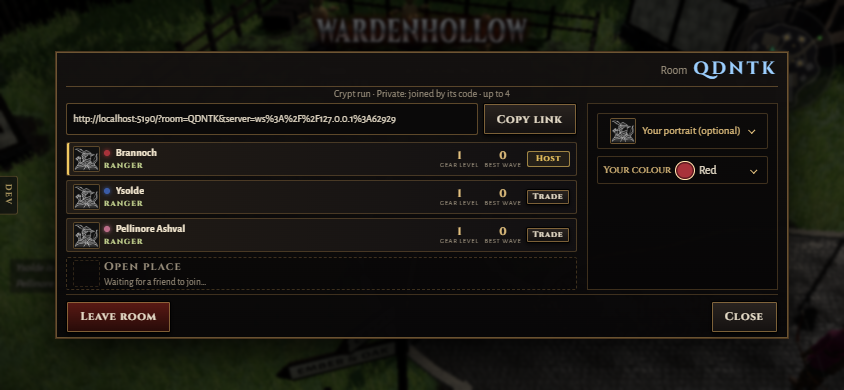 WARDENHOLLOW
Room QDNTK
Crypt run · Private: joined by its code · up to 4
http://localhost:5190/?room=QDNTK&server=ws%3A%2F%2F127.0.0.1%3A62929
Copy link
Your portrait (optional)
Brannoch
RANGER
1 GEAR LEVEL
0 BEST WAVE
Host
Your colour Red
Ysolde
RANGER
1 GEAR LEVEL
0 BEST WAVE
Trade
DEV
Pellinore Ashval
RANGER
1 GEAR LEVEL
0 BEST WAVE
Trade
Open place
Waiting for a friend to join...
Leave room
Close